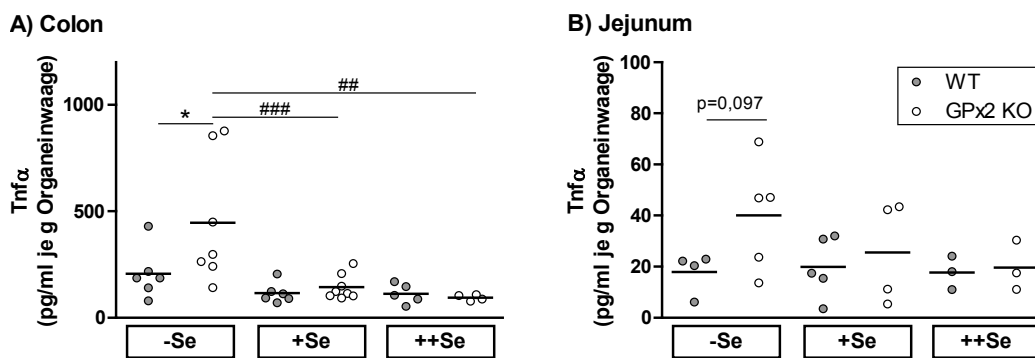 A) Colon
Tnfα
(pg/ml je g Organeinwaage)
1000
500
0
*
###
##
-Se
+Se
++Se
B) Jejunum
Tnfα
(pg/ml je g Organeinwaage)
100
80
60
40
20
0
p=0,097
WT
GPx2 KO
-Se
+Se
++Se